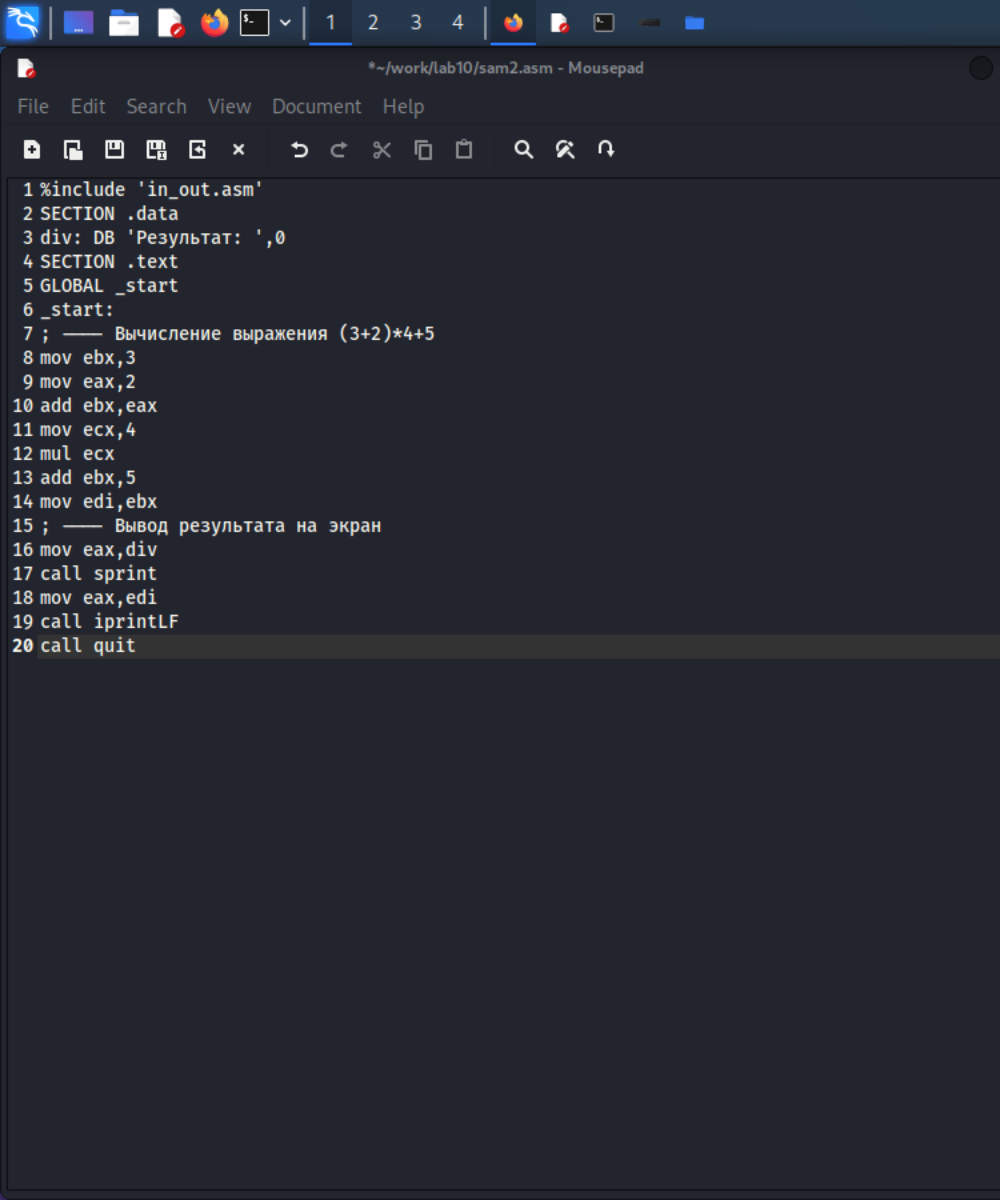 1 2 3 4
*~/work/lab10/sam2.asm - Mousepad
File Edit Search View Document Help
1 %include 'in_out.asm'
2 SECTION .data
3 div: DB 'Результат: ',0
4 SECTION .text
5 GLOBAL _start
6 _start:
7 ; ---- Вычисление выражения (3+2)*4+5
8 mov ebx,3
9 mov eax,2
10 add ebx,eax
11 mov ecx,4
12 mul ecx
13 add ebx,5
14 mov edi,ebx
15 ; ---- Вывод результата на экран
16 mov eax,div
17 call sprint
18 mov eax,edi
19 call iprintLF
20 call quit